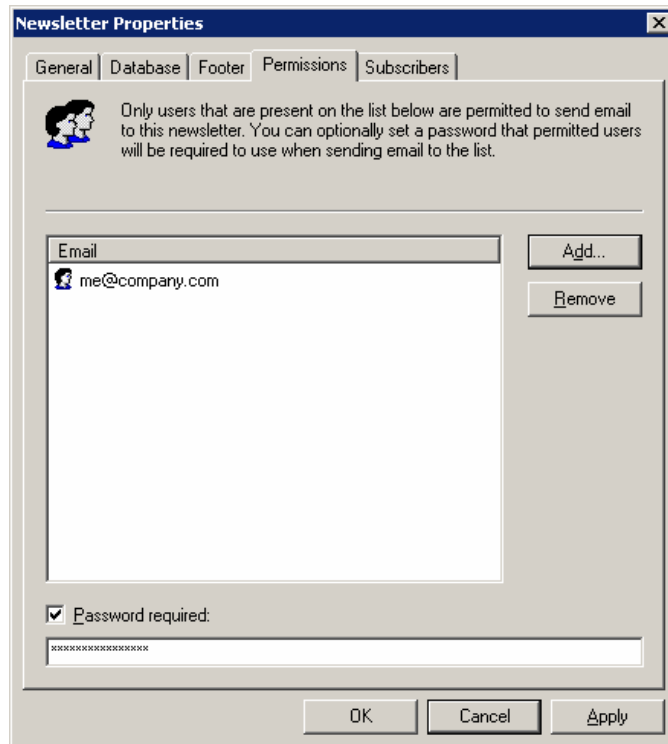 Newsletter Properties
General Database Footer Permissions Subscribers
Only users that are present on the list below are permitted to send email
to this newsletter. You can optionally set a password that permitted users
will be required to use when sending email to the list.
Email
Add...
me@company.com
Remove
Password required:
****************
OK Cancel Apply